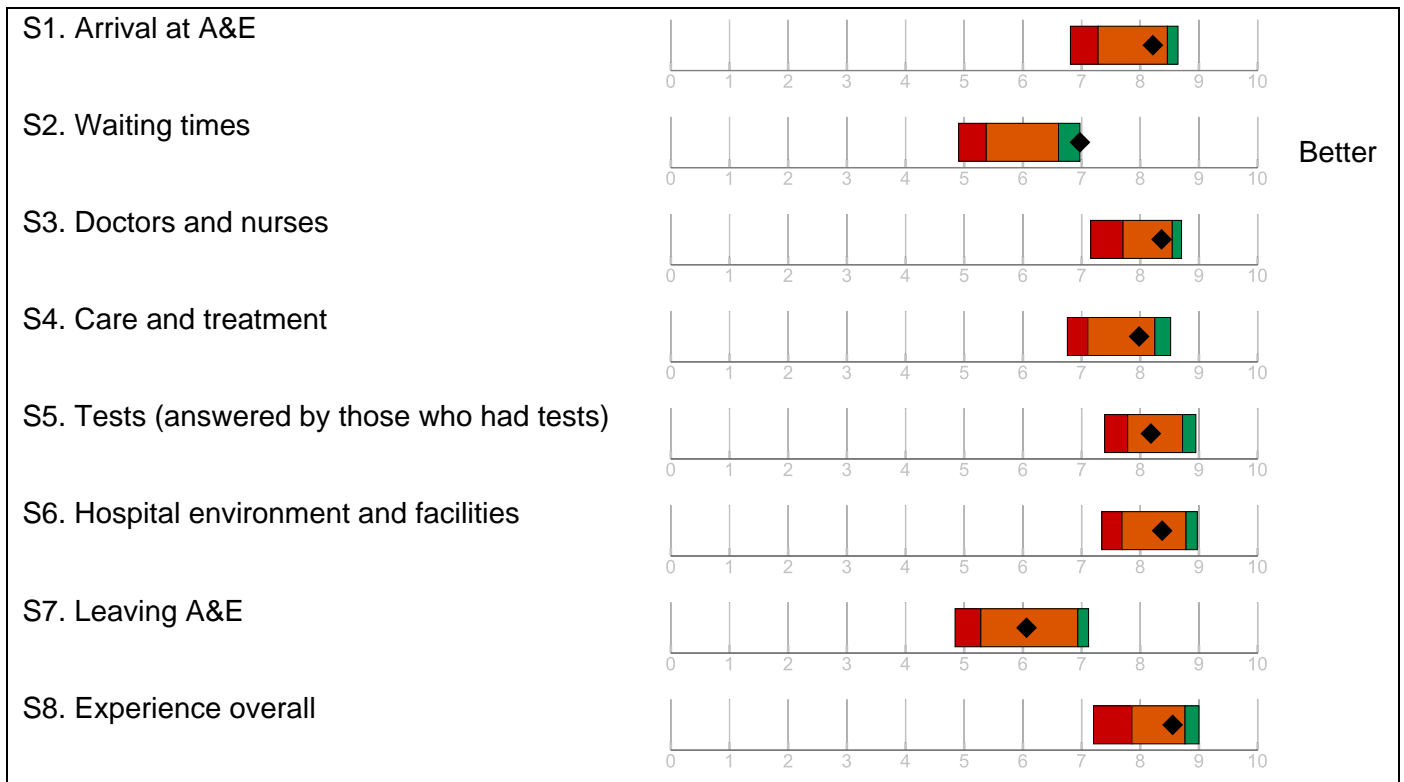 S1. Arrival at A&E
0 1 2 3 4 5 6 7 8 9 10
S2. Waiting times
Better
0 1 2 3 4 5 6 7 8 9 10
S3. Doctors and nurses
0 1 2 3 4 5 6 7 8 9 10
S4. Care and treatment
0 1 2 3 4 5 6 7 8 9 10
S5. Tests (answered by those who had tests)
0 1 2 3 4 5 6 7 8 9 10
S6. Hospital environment and facilities
0 1 2 3 4 5 6 7 8 9 10
S7. Leaving A&E
0 1 2 3 4 5 6 7 8 9 10
S8. Experience overall
0 1 2 3 4 5 6 7 8 9 10